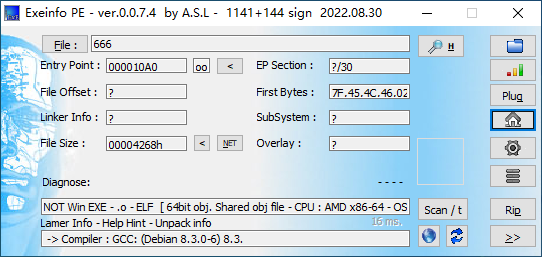 Exeinfo PE - ver.0.0.7.4 by A.S.L - 1141+144 sign 2022.08.30
File : 666 H
Entry Point : 000010A0 oo < EP Section : ?/30
File Offset : ? First Bytes : 7F.45.4C.46.02
Plug
Linker Info : ? SubSystem : ?
File Size : 00004268h < NET Overlay : ?
Diagnose: - - - -
NOT Win EXE - .o - ELF [ 64bit obj. Shared obj file - CPU : AMD x86-64 - OS Scan / t Rip
Lamer Info - Help Hint - Unpack info 16 ms.
-> Compiler : GCC: (Debian 8.3.0-6) 8.3. >>